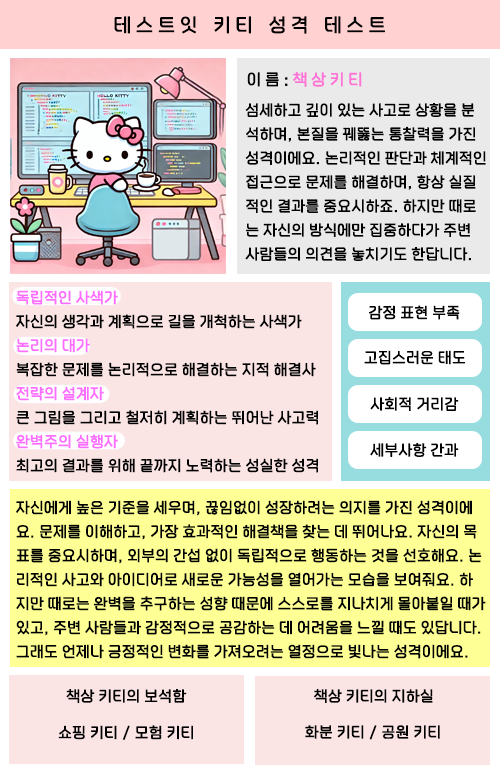 테스트잇 키티 성격 테스트
HELLO KITTY
이름 : 책상키티
섬세하고 깊이 있는 사고로 상황을 분
석하며, 본질을 꿰뚫는 통찰력을 가진
성격이에요. 논리적인 판단과 체계적인
접근으로 문제를 해결하며, 항상 실질
적인 결과를 중요시하죠. 하지만 때로
는 자신의 방식에만 집중하다가 주변
사람들의 의견을 놓치기도 한답니다.
독립적인 사색가
자신의 생각과 계획으로 길을 개척하는 사색가
논리의 대가
복잡한 문제를 논리적으로 해결하는 지적 해결사
전략의 설계자
큰 그림을 그리고 철저히 계획하는 뛰어난 사고력
완벽주의 실행자
최고의 결과를 위해 끝까지 노력하는 성실한 성격
감정 표현 부족
고집스러운 태도
사회적 거리감
세부사항 간과
자신에게 높은 기준을 세우며, 끊임없이 성장하려는 의지를 가진 성격이에
요. 문제를 이해하고, 가장 효과적인 해결책을 찾는 데 뛰어나요. 자신의 목
표를 중요시하며, 외부의 간섭 없이 독립적으로 행동하는 것을 선호해요. 논
리적인 사고와 아이디어로 새로운 가능성을 열어가는 모습을 보여줘요. 하
지만 때로는 완벽을 추구하는 성향 때문에 스스로를 지나치게 몰아붙일 때가
있고, 주변 사람들과 감정적으로 공감하는 데 어려움을 느낄 때도 있답니다.
그래도 언제나 긍정적인 변화를 가져오려는 열정으로 빛나는 성격이에요.
책상 키티의 보석함
쇼핑 키티 / 모험 키티
책상 키티의 지하실
화분 키티 / 공원 키티